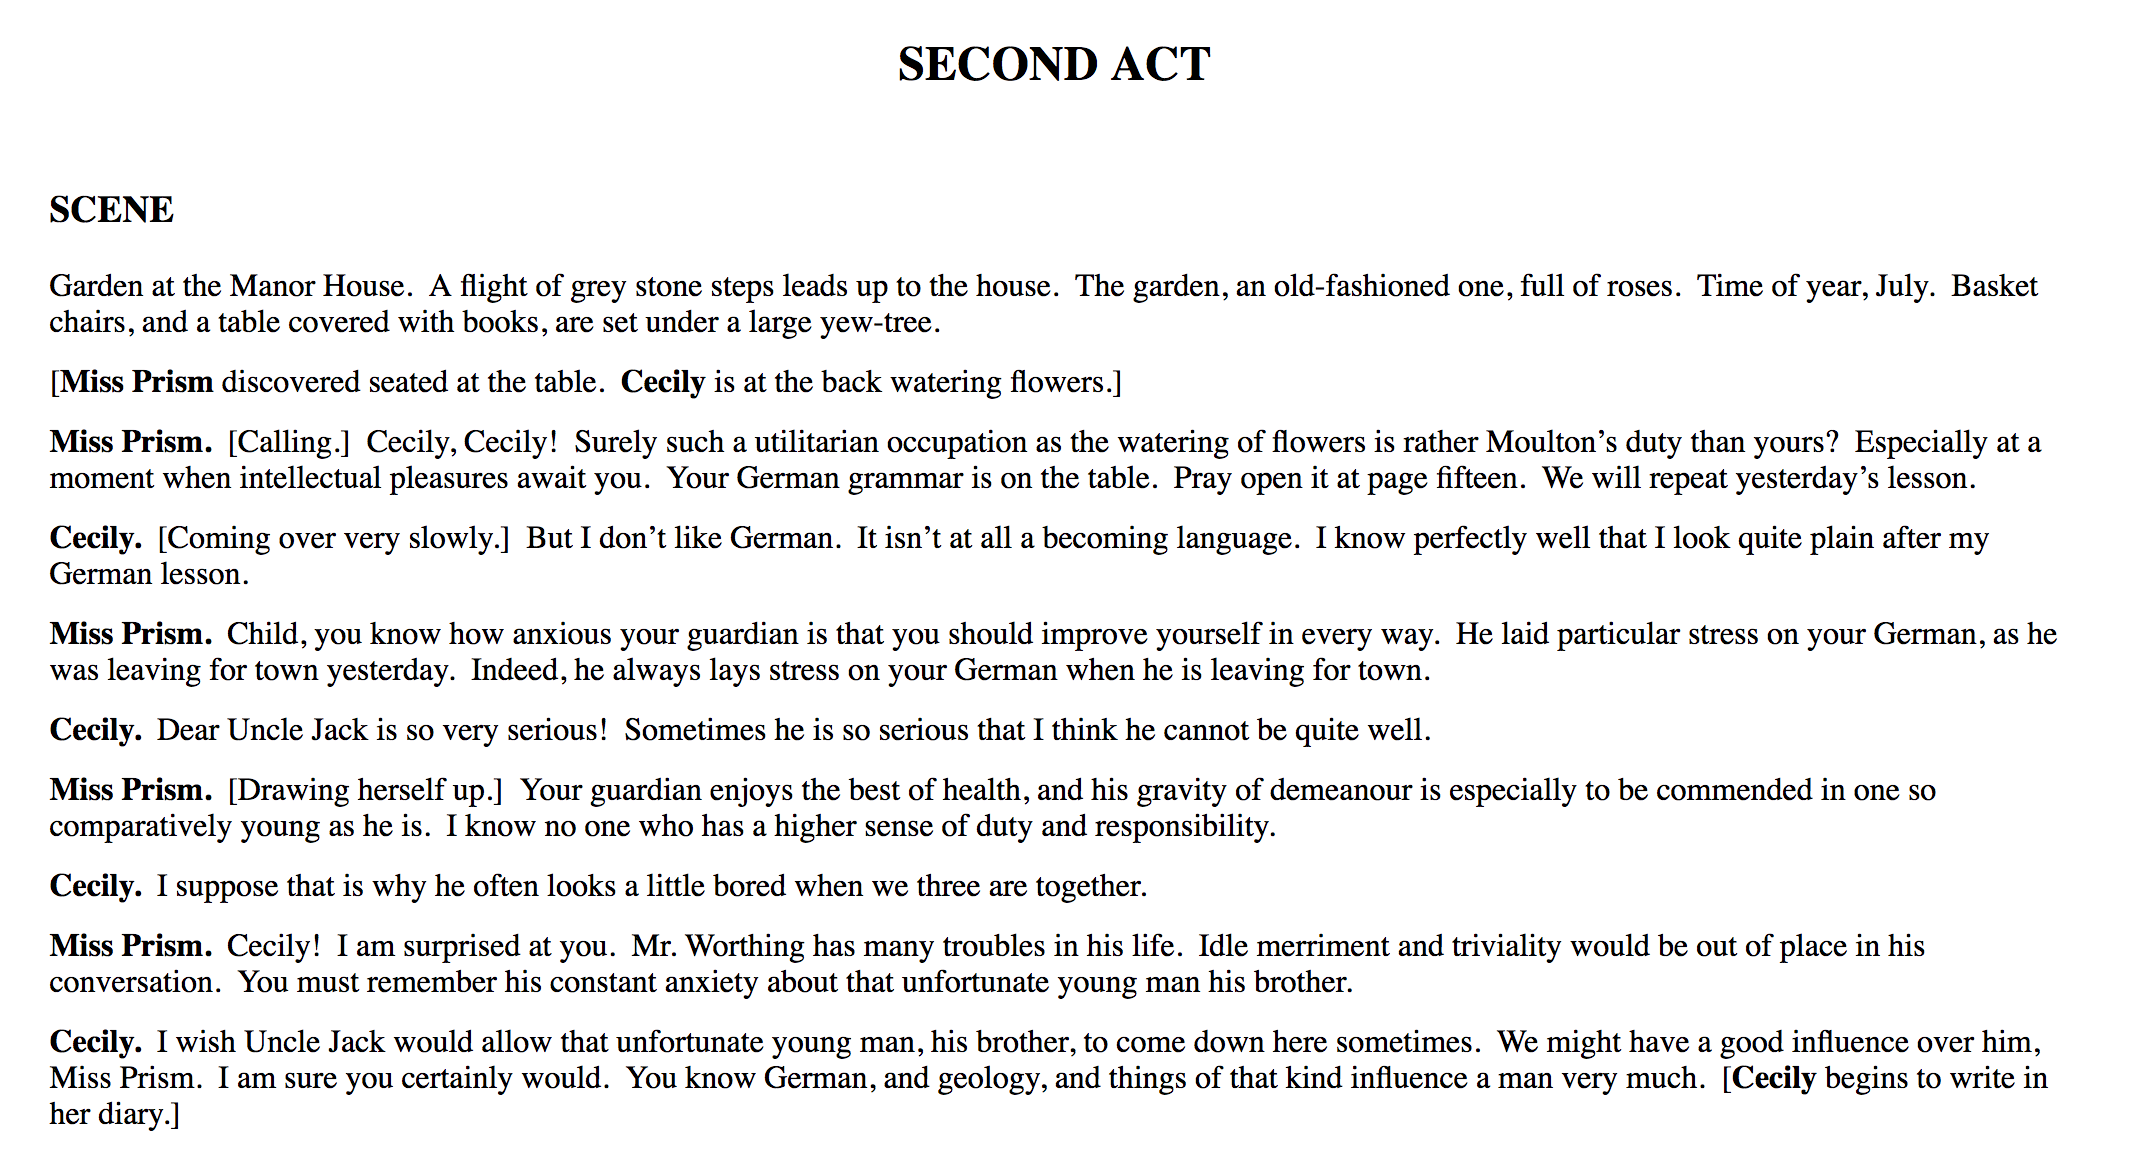 SECOND ACT
SCENE
Garden at the Manor House.  A flight of grey stone steps leads up to the house.  The garden, an old-fashioned one, full of roses.  Time of year, July.  Basket
chairs, and a table covered with books, are set under a large yew-tree.
[Miss Prism discovered seated at the table.  Cecily is at the back watering flowers.]
Miss Prism.  [Calling.]  Cecily, Cecily!  Surely such a utilitarian occupation as the watering of flowers is rather Moulton’s duty than yours?  Especially at a
moment when intellectual pleasures await you.  Your German grammar is on the table.  Pray open it at page fifteen.  We will repeat yesterday’s lesson.
Cecily.  [Coming over very slowly.]  But I don’t like German.  It isn’t at all a becoming language.  I know perfectly well that I look quite plain after my
German lesson.
Miss Prism.  Child, you know how anxious your guardian is that you should improve yourself in every way.  He laid particular stress on your German, as he
was leaving for town yesterday.  Indeed, he always lays stress on your German when he is leaving for town.
Cecily.  Dear Uncle Jack is so very serious!  Sometimes he is so serious that I think he cannot be quite well.
Miss Prism.  [Drawing herself up.]  Your guardian enjoys the best of health, and his gravity of demeanour is especially to be commended in one so
comparatively young as he is.  I know no one who has a higher sense of duty and responsibility.
Cecily.  I suppose that is why he often looks a little bored when we three are together.
Miss Prism.  Cecily!  I am surprised at you.  Mr. Worthing has many troubles in his life.  Idle merriment and triviality would be out of place in his
conversation.  You must remember his constant anxiety about that unfortunate young man his brother.
Cecily.  I wish Uncle Jack would allow that unfortunate young man, his brother, to come down here sometimes.  We might have a good influence over him,
Miss Prism.  I am sure you certainly would.  You know German, and geology, and things of that kind influence a man very much.  [Cecily begins to write in
her diary.]